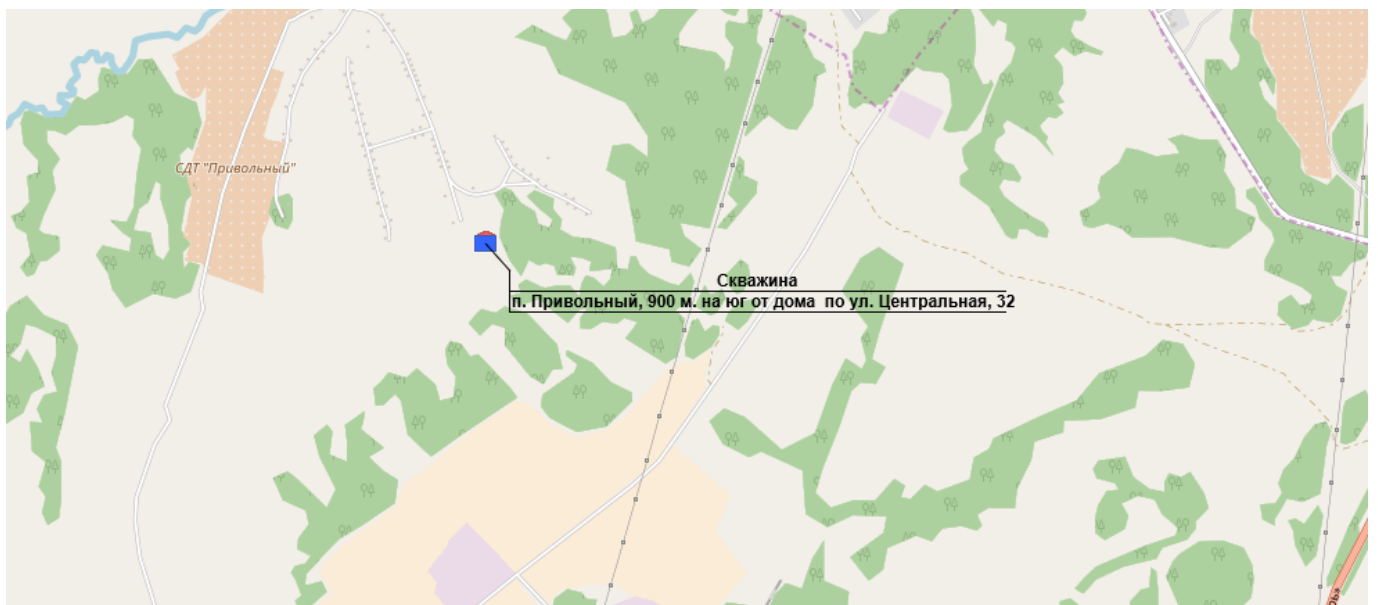 СДТ "Привольный"
Скважина
п. Привольный, 900 м. на юг от дома по ул. Центральная, 32